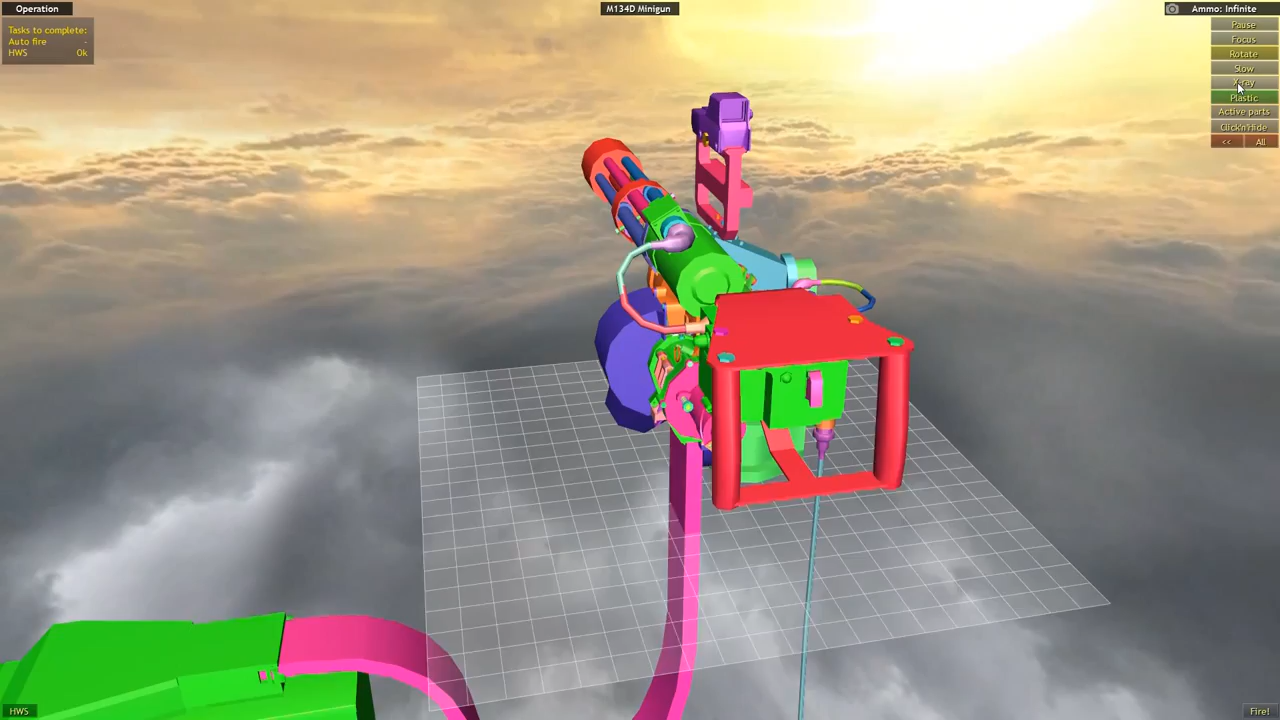 Operation
M134D Minigun
Ammo: Infinite
Tasks to complete:
Auto fire -
HWS Ok
Pause
Focus
Rotate
Slow
X-ray
Plastic
Active parts
Click'n'Hide
<< All
HWS
Fire!